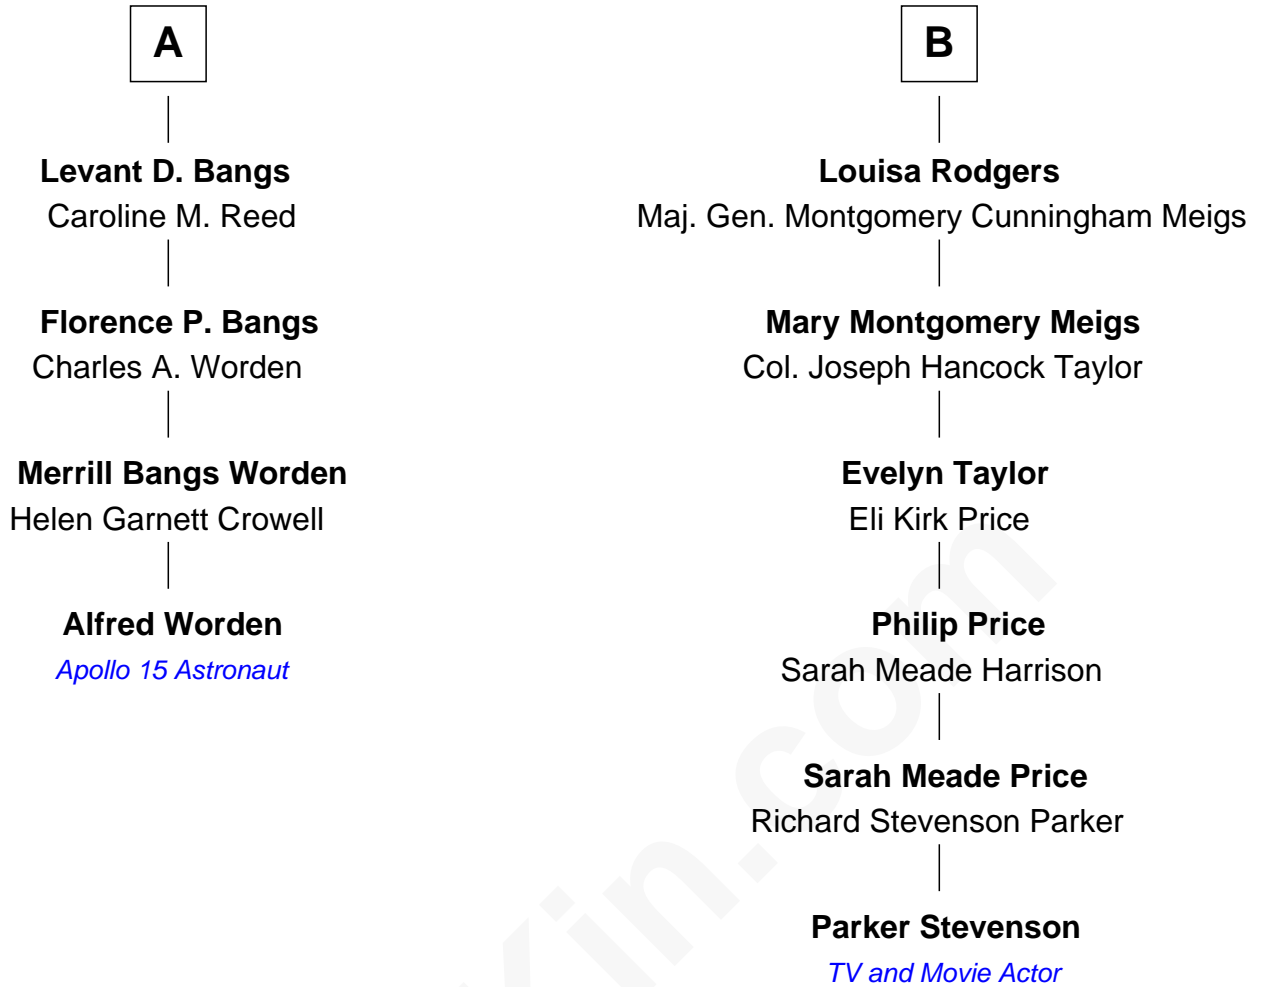 A
Levant D. Bangs
Caroline M. Reed
Florence P. Bangs
Charles A. Worden
Merrill Bangs Worden
Helen Garnett Crowell
Alfred Worden
Apollo 15 Astronaut
B
Louisa Rodgers
Maj. Gen. Montgomery Cunningham Meigs
Mary Montgomery Meigs
Col. Joseph Hancock Taylor
Evelyn Taylor
Eli Kirk Price
Philip Price
Sarah Meade Harrison
Sarah Meade Price
Richard Stevenson Parker
Parker Stevenson
TV and Movie Actor
Kin.com